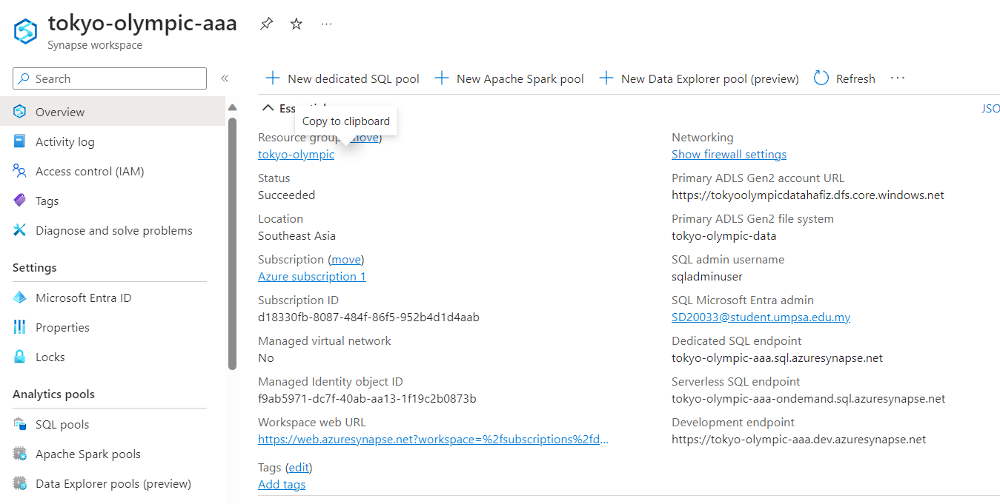 tokyo-olympic-aaa
Synapse workspace
Search
Overview
Activity log
Access control (IAM)
Tags
Diagnose and solve problems
Settings
Microsoft Entra ID
Properties
Locks
Analytics pools
SQL pools
Apache Spark pools
Data Explorer pools (preview)
New dedicated SQL pool
New Apache Spark pool
New Data Explorer pool (preview)
Refresh
JSO
Copy to clipboard
Resource group (move)
tokyo-olympic
Status
Succeeded
Location
Southeast Asia
Subscription (move)
Azure subscription 1
Subscription ID
d18330fb-8087-484f-86f5-952b4d1d4aab
Managed virtual network
No
Managed Identity object ID
f9ab5971-dc7f-40ab-aa13-1f19c2b0873b
Workspace web URL
https://web.azuresynapse.net?workspace=%2fsubscriptions%2fd...
Tags (edit)
Add tags
Networking
Show firewall settings
Primary ADLS Gen2 account URL
https://tokyoolympicdatahafiz.dfs.core.windows.net
Primary ADLS Gen2 file system
tokyo-olympic-data
SQL admin username
sqladminuser
SQL Microsoft Entra admin
SD20033@student.umpsa.edu.my
Dedicated SQL endpoint
tokyo-olympic-aaa.sql.azuresynapse.net
Serverless SQL endpoint
tokyo-olympic-aaa-ondemand.sql.azuresynapse.net
Development endpoint
https://tokyo-olympic-aaa.dev.azuresynapse.net